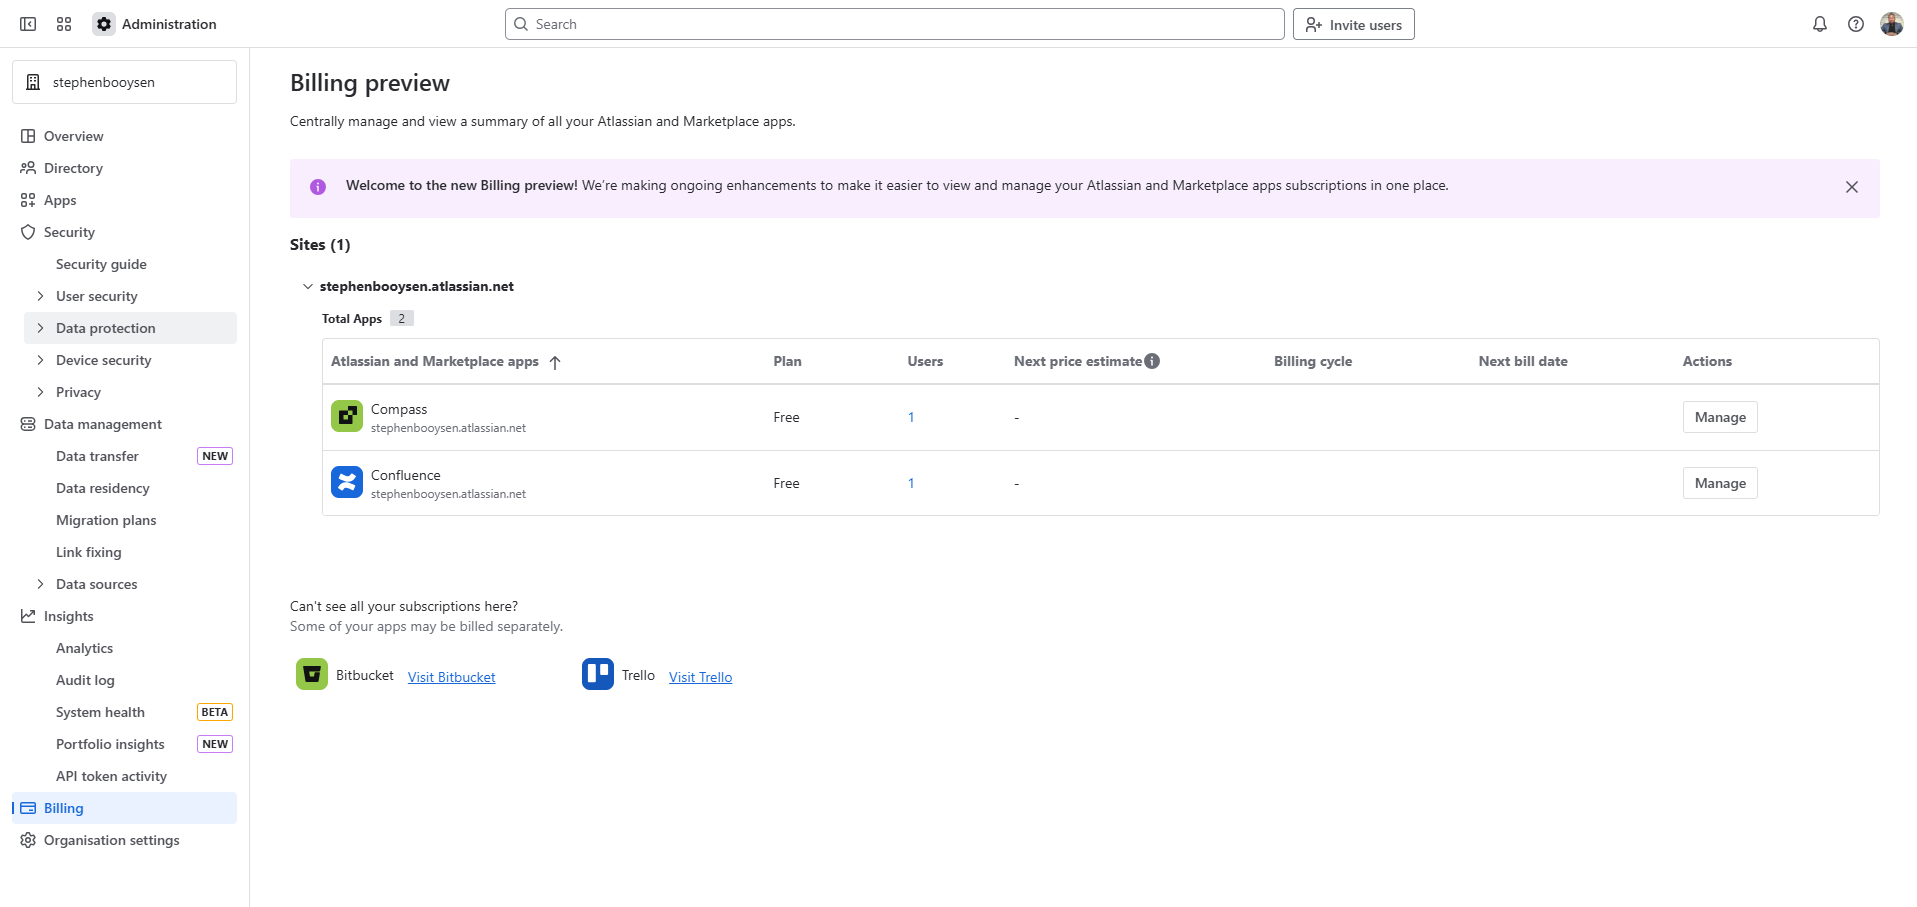 Administration
Search
Invite users
stephenbooysen
Overview
Directory
Apps
Security
Security guide
User security
Data protection
Device security
Privacy
Data management
Data transfer NEW
Data residency
Migration plans
Link fixing
Data sources
Insights
Analytics
Audit log
System health BETA
Portfolio insights NEW
API token activity
Billing
Organisation settings
Billing preview
Centrally manage and view a summary of all your Atlassian and Marketplace apps.
Welcome to the new Billing preview! We're making ongoing enhancements to make it easier to view and manage your Atlassian and Marketplace apps subscriptions in one place.
Sites (1)
stephenbooysen.atlassian.net
Total Apps 2
Atlassian and Marketplace apps Plan Users Next price estimate Billing cycle Next bill date Actions
Compass
stephenbooysen.atlassian.net
Free 1 - Manage
Confluence
stephenbooysen.atlassian.net
Free 1 - Manage
Can't see all your subscriptions here?
Some of your apps may be billed separately.
Bitbucket Visit Bitbucket Trello Visit Trello